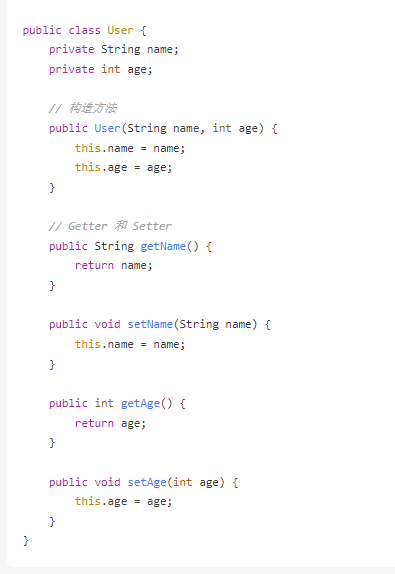 public class User {
    private String name;
    private int age;

    // 构造方法
    public User(String name, int age) {
        this.name = name;
        this.age = age;
    }

    // Getter 和 Setter
    public String getName() {
        return name;
    }

    public void setName(String name) {
        this.name = name;
    }

    public int getAge() {
        return age;
    }

    public void setAge(int age) {
        this.age = age;
    }
}